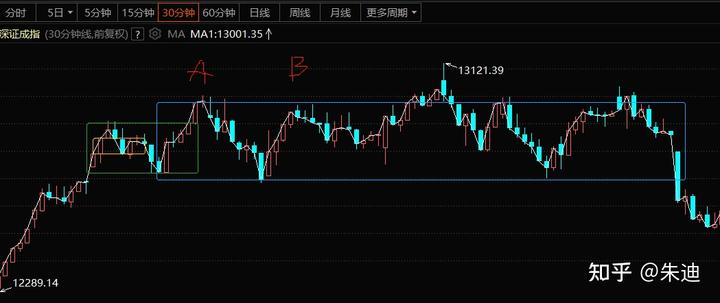 分时 5日 5分钟 15分钟 30分钟 60分钟 日线 周线 月线 更多周期
深证成指 (30分钟线,前复权) ? MA MA1:13001.35↑
A B
13121.39
12289.14
知乎 @朱迪